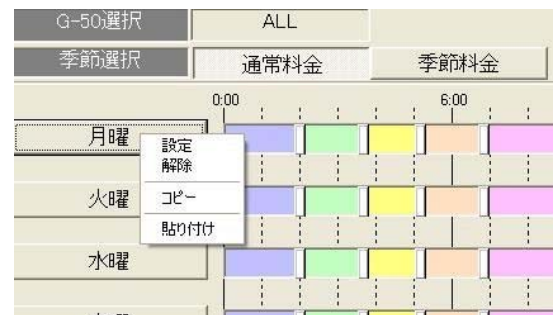 G-50選択 ALL
季節選択 通常料金 季節料金
0:00 6:00
月曜
設定
解除
コピー
貼り付け
火曜
水曜